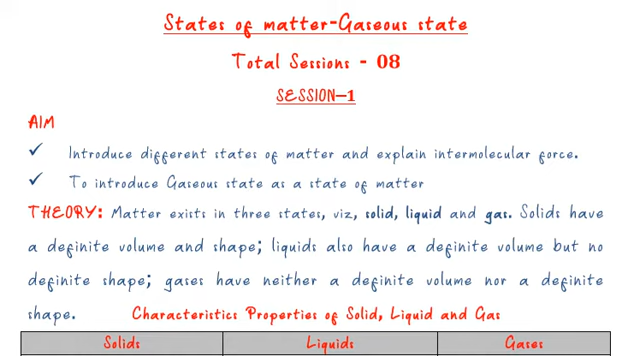 States of matter-Gaseous state
Total Sessions - 08
SESSION–1
AIM
✓ Introduce different states of matter and explain intermolecular force.
✓ To introduce Gaseous state as a state of matter
THEORY: Matter exists in three states, viz, solid, liquid and gas. Solids have
a definite volume and shape; liquids also have a definite volume but no
definite shape; gases have neither a definite volume nor a definite
shape. Characteristics Properties of Solid, Liquid and Gas
Solids Liquids Gases